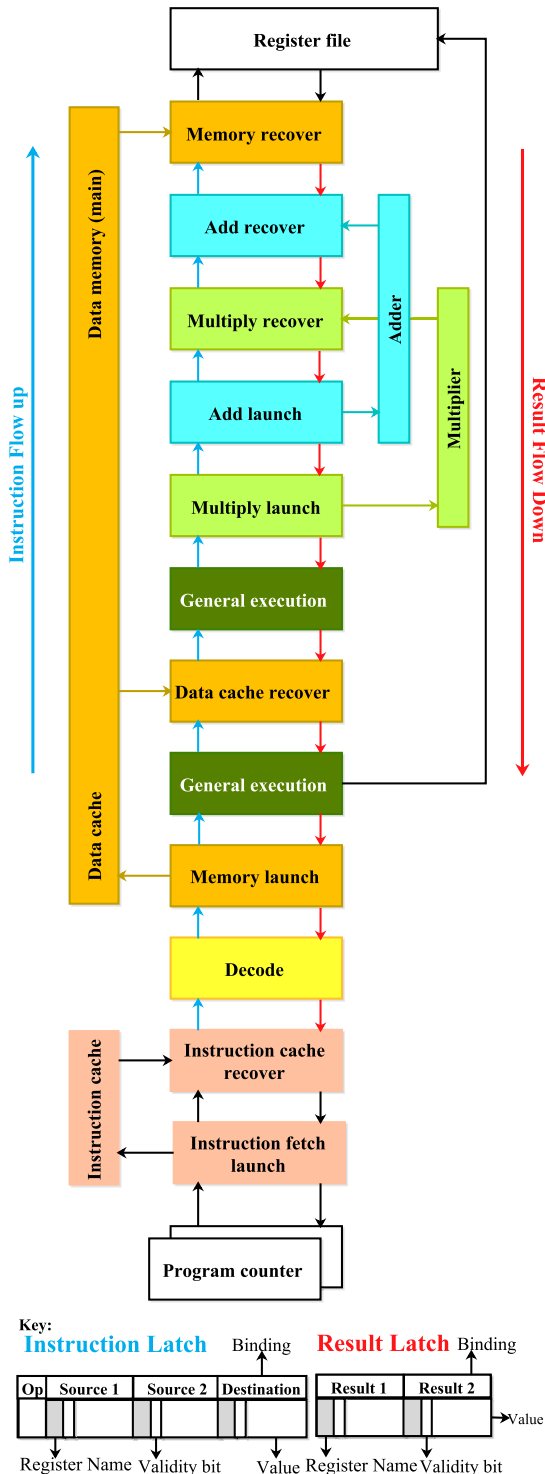 Register file
Memory recover
Data memory (main)
Add recover
Multiply recover
Adder
Add launch
Multiplier
Multiply launch
Instruction Flow up
Result Flow Down
General execution
Data cache recover
General execution
Data cache
Memory launch
Decode
Instruction cache
Instruction cache
recover
Instruction fetch
launch
Program counter
Key:
Instruction Latch
Binding
Op
Source 1
Source 2
Destination
Register Name
Validity bit
Value
Result Latch
Binding
Result 1
Result 2
Value
Register Name
Validity bit